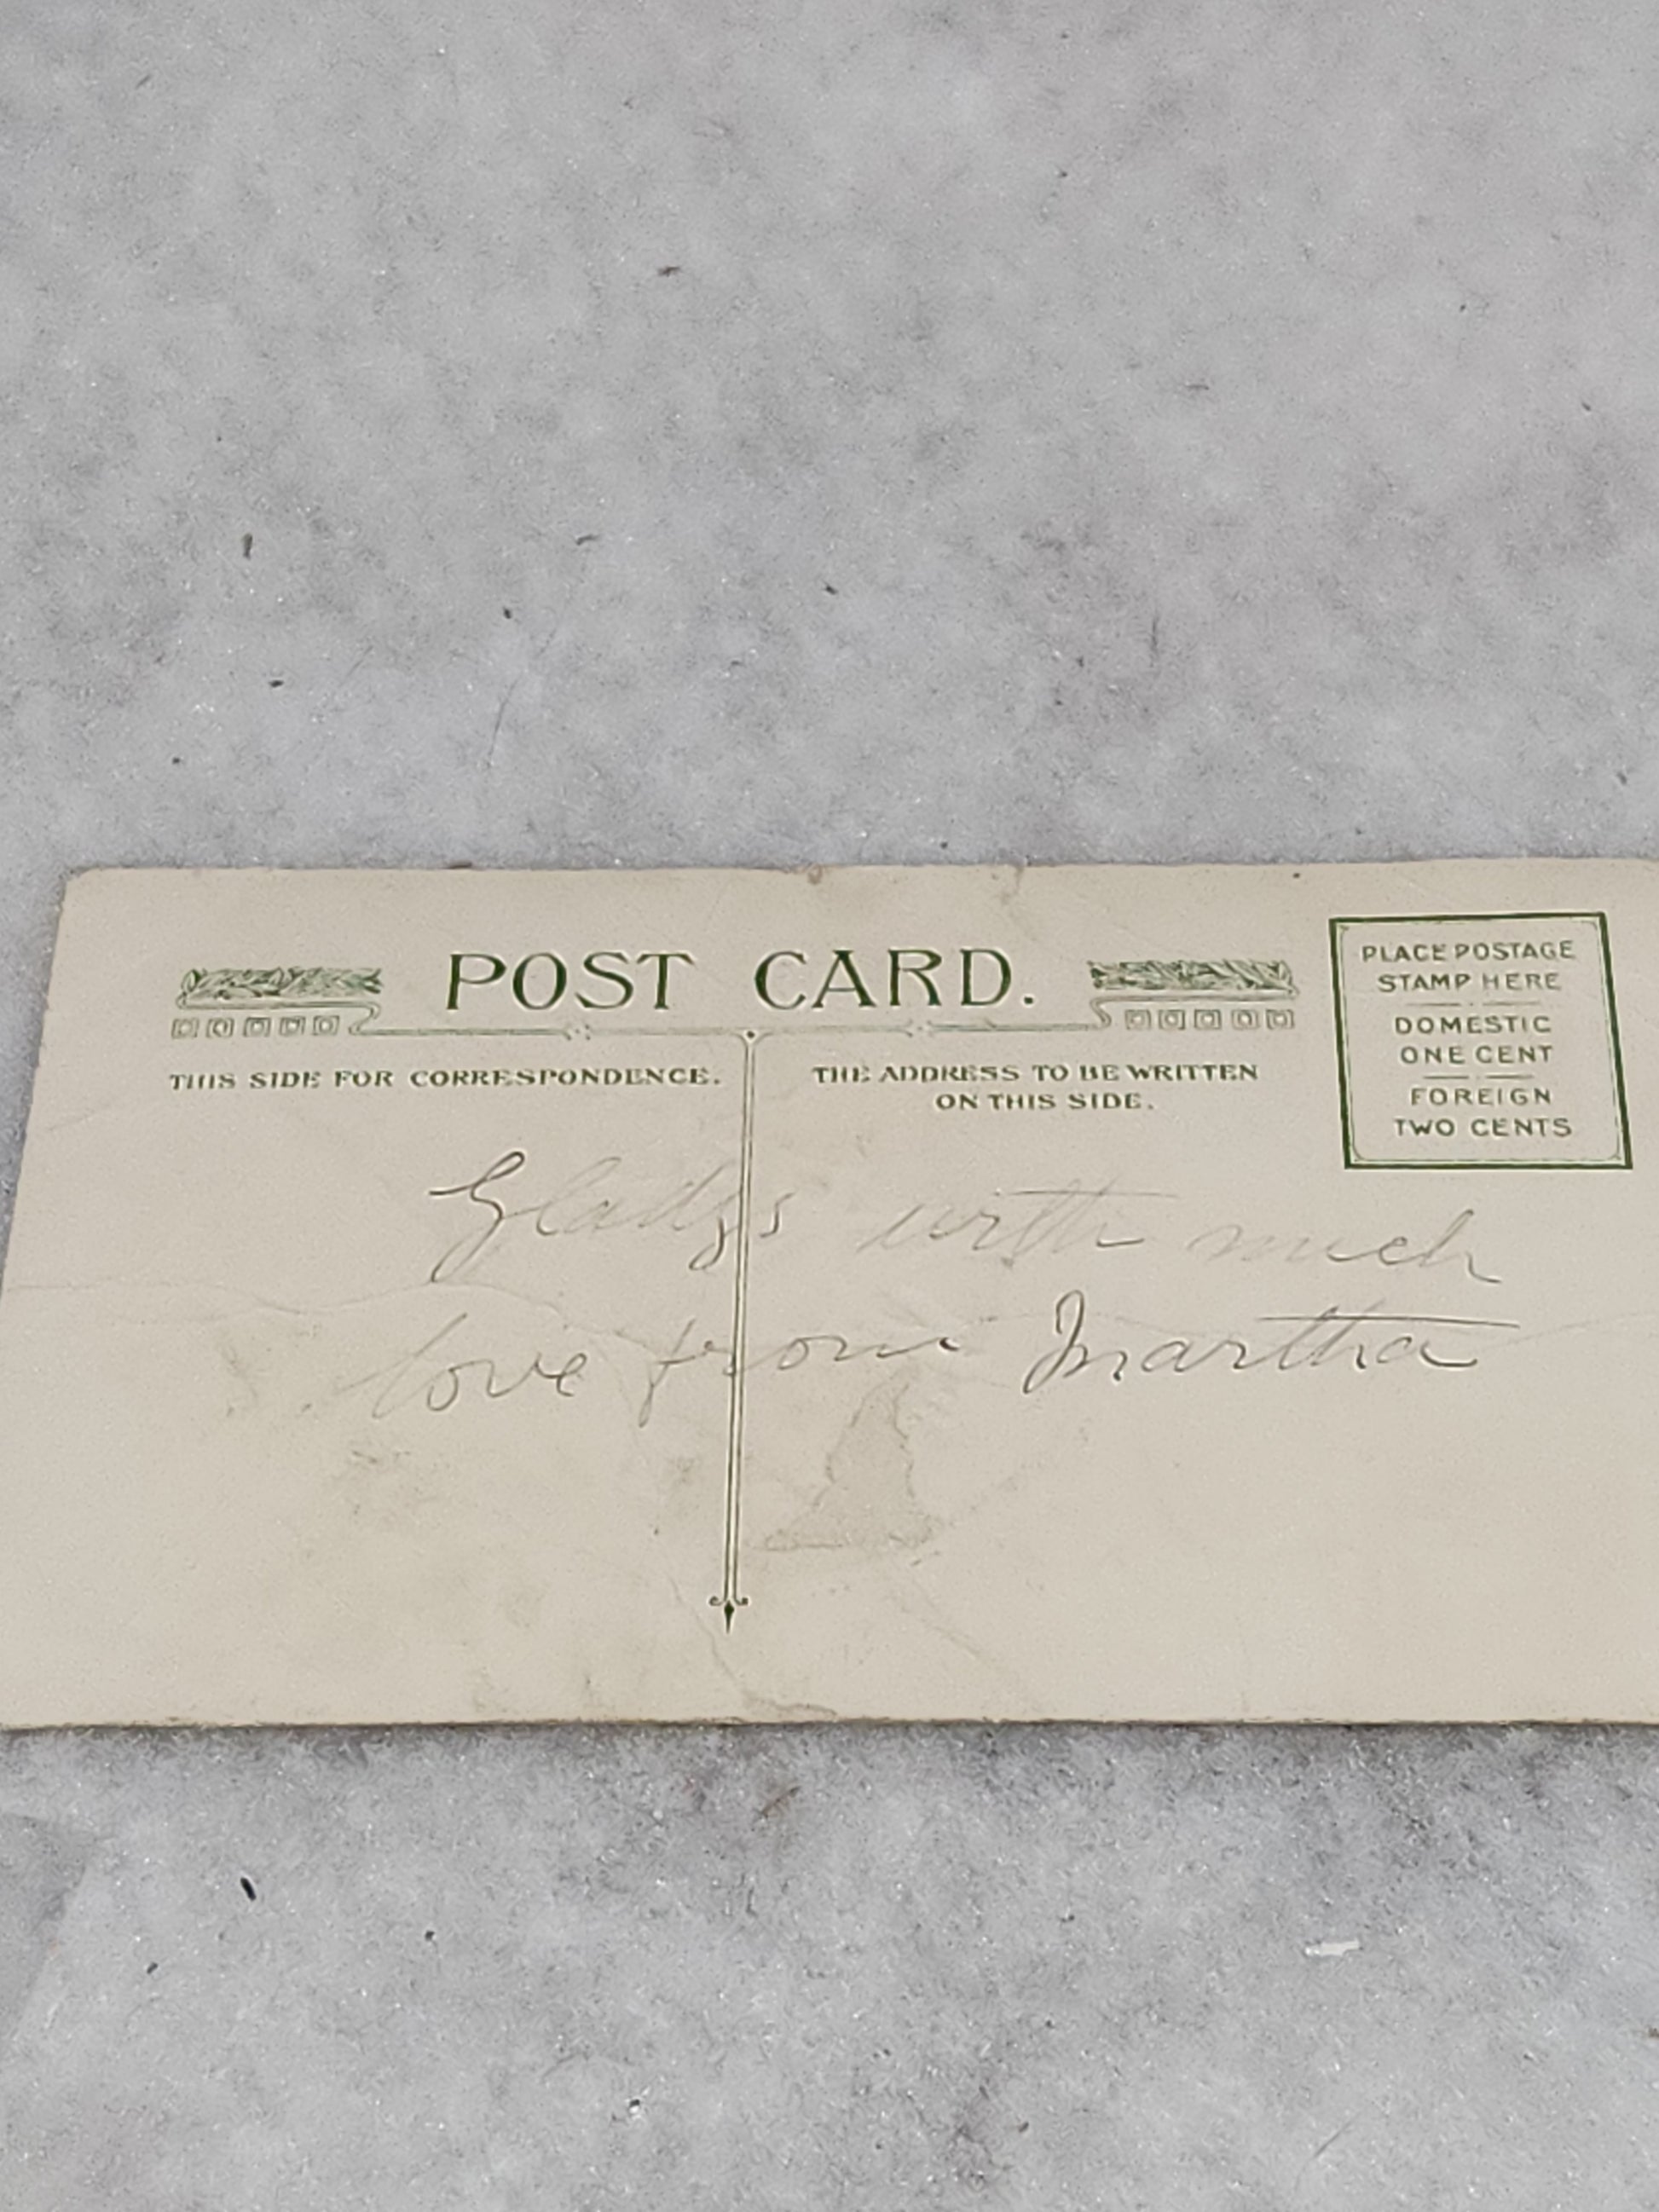 POST CARD.
THIS SIDE FOR CORRESPONDENCE.
THE ADDRESS TO BE WRITTEN
ON THIS SIDE.
PLACE POSTAGE
STAMP HERE
DOMESTIC
ONE CENT
FOREIGN
TWO CENTS
Gladys with much
love from Martha